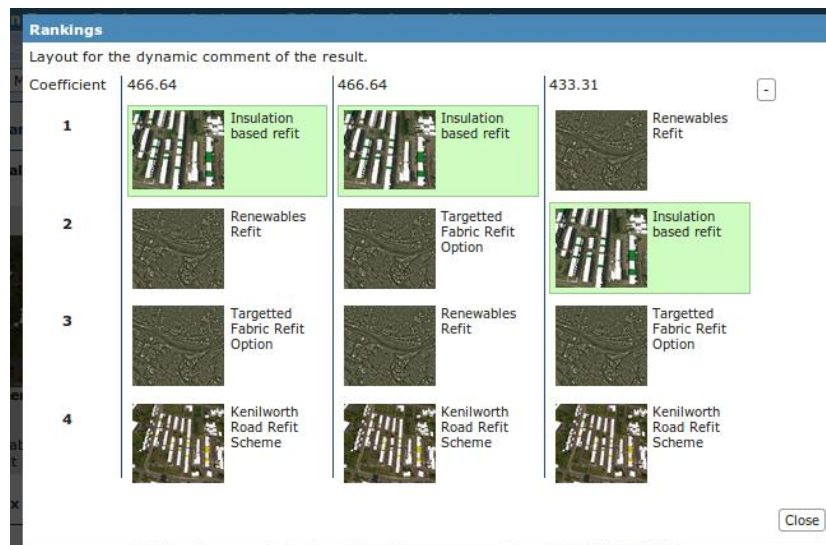 Rankings
Layout for the dynamic comment of the result.
Coefficient 466.64 466.64 433.31 -
1
Insulation
based refit
Insulation
based refit
Renewables
Refit
2
Renewables
Refit
Targetted
Fabric Refit
Option
Insulation
based refit
3
Targetted
Fabric Refit
Option
Renewables
Refit
Targetted
Fabric Refit
Option
4
Kenilworth
Road Refit
Scheme
Kenilworth
Road Refit
Scheme
Kenilworth
Road Refit
Scheme
Close